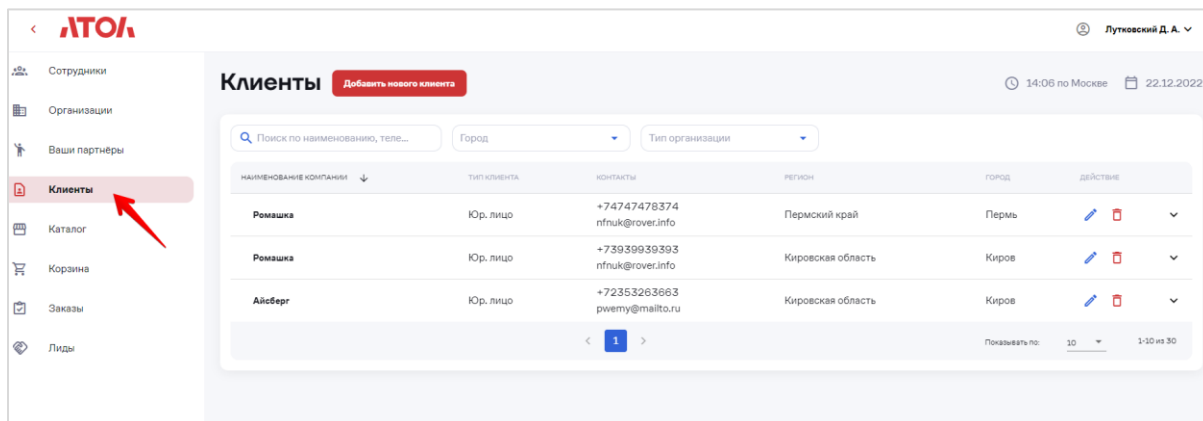 АТОЛ
Лутковский Д. А.
Сотрудники
Организации
Ваши партнёры
Клиенты
Каталог
Корзина
Заказы
Лиды
Клиенты
Добавить нового клиента
14:06 по Москве
22.12.2022
Поиск по наименованию, теле...
Город
Тип организации
НАИМЕНОВАНИЕ КОМПАНИИ ТИП КЛИЕНТА КОНТАКТЫ РЕГИОН ГОРОД ДЕЙСТВИЕ
Ромашка Юр. лицо +74747478374 Пермский край Пермь
nfnuk@rover.info
Ромашка Юр. лицо +73939939393 Кировская область Киров
nfnuk@rover.info
Айсберг Юр. лицо +72353263663 Кировская область Киров
pwemy@mailto.ru
< 1 > Показывать по: 10 1-10 из 30